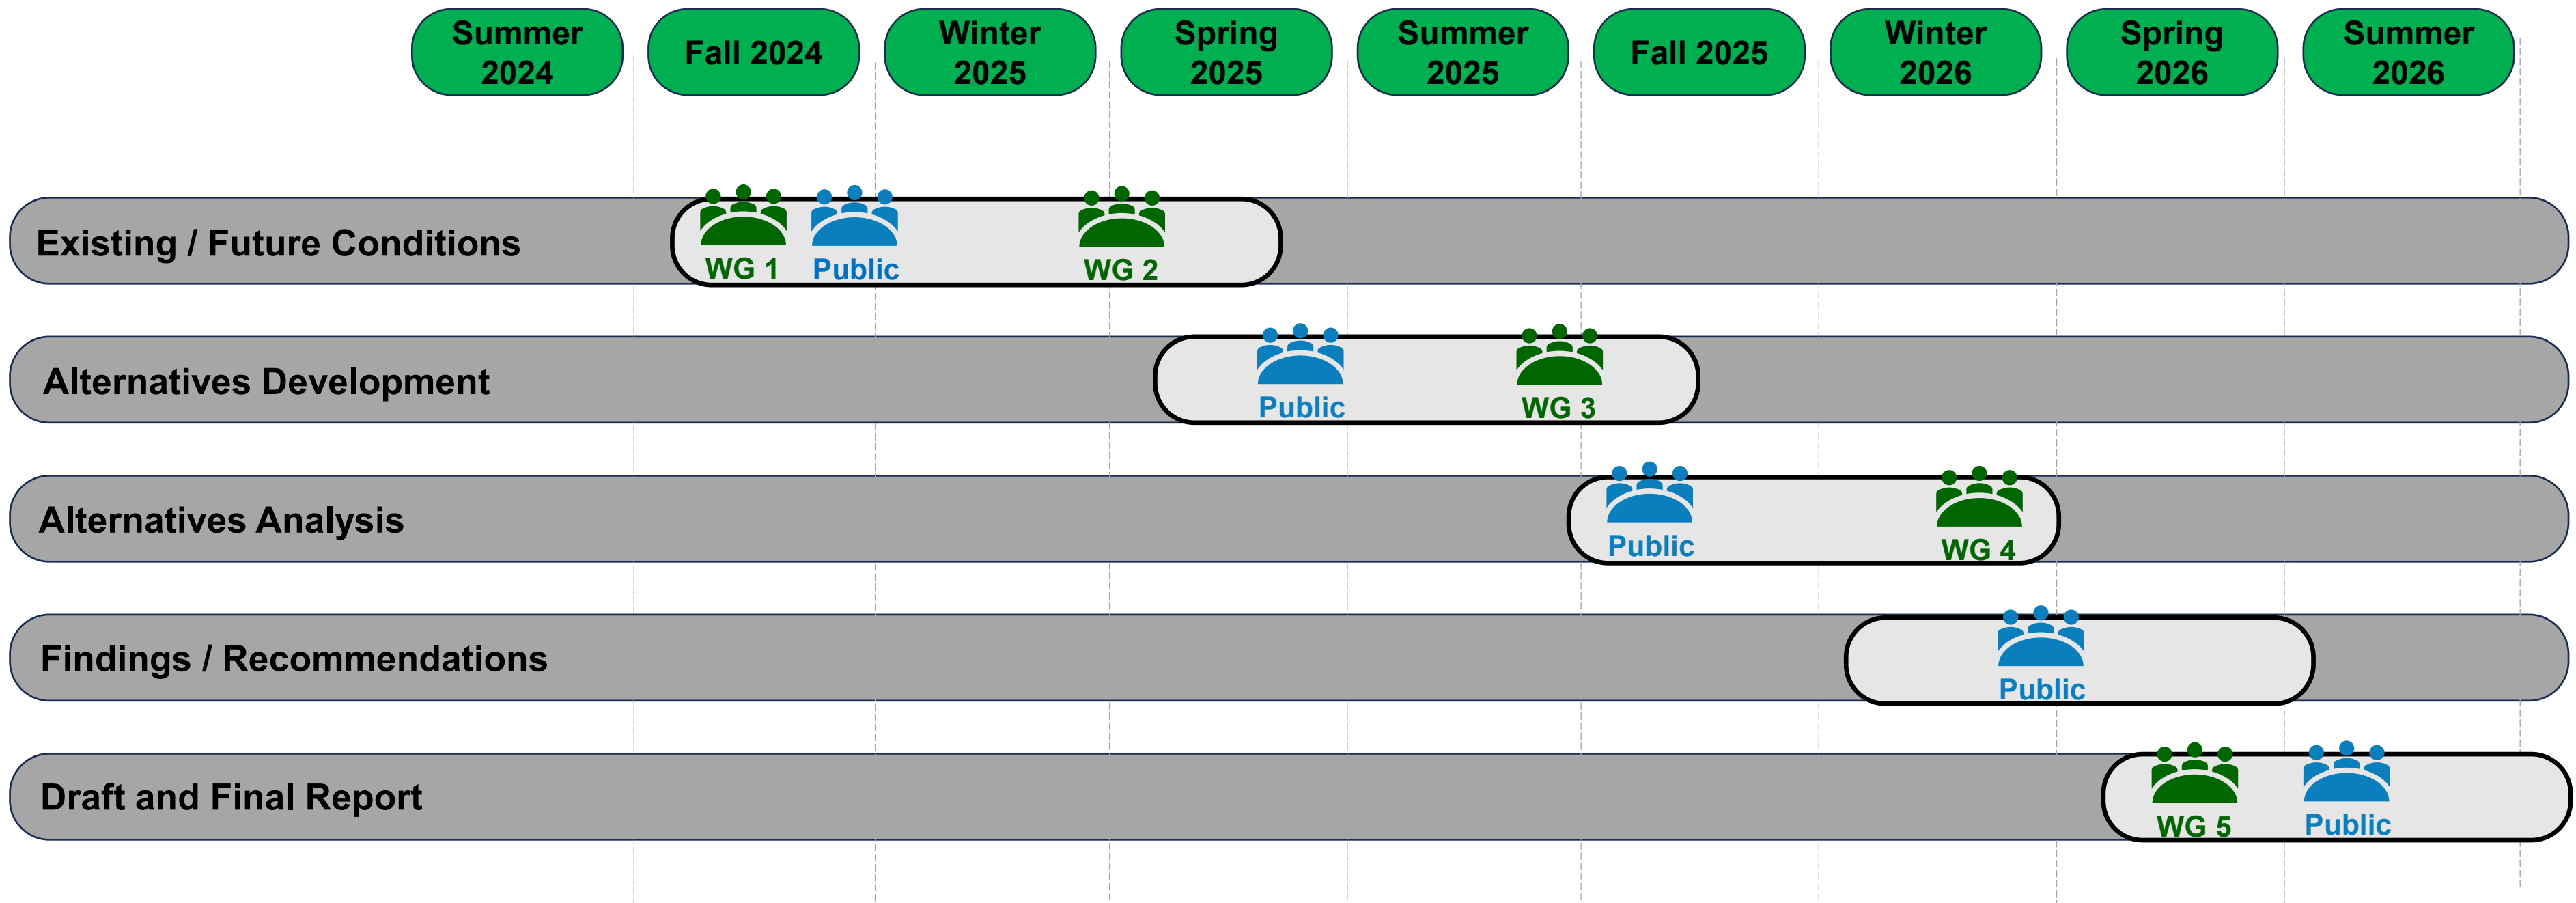 Summer
2024
Fall 2024
Winter
2025
Spring
2025
Summer
2025
Fall 2025
Winter
2026
Spring
2026
Summer
2026
Existing / Future Conditions
WG 1
Public
WG 2
Alternatives Development
Public
WG 3
Alternatives Analysis
Public
WG 4
Findings / Recommendations
Public
Draft and Final Report
WG 5
Public